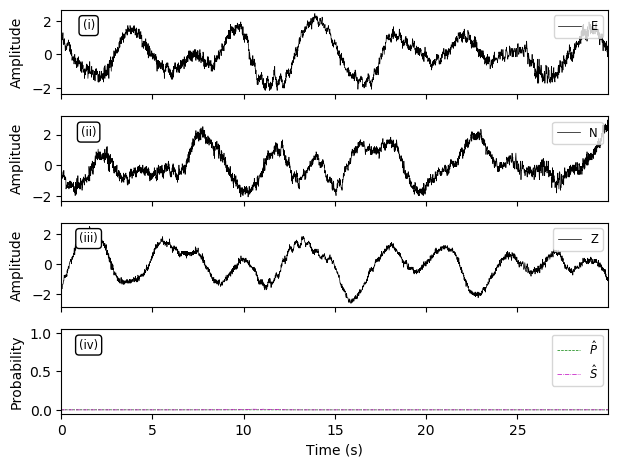 (i)
E
Amplitude
2
0
−2
(ii)
N
Amplitude
2
0
−2
(iii)
Z
Amplitude
2
0
−2
(iv)
P̂
Ŝ
Probability
1.0
0.5
0.0
0 5 10 15 20 25
Time (s)